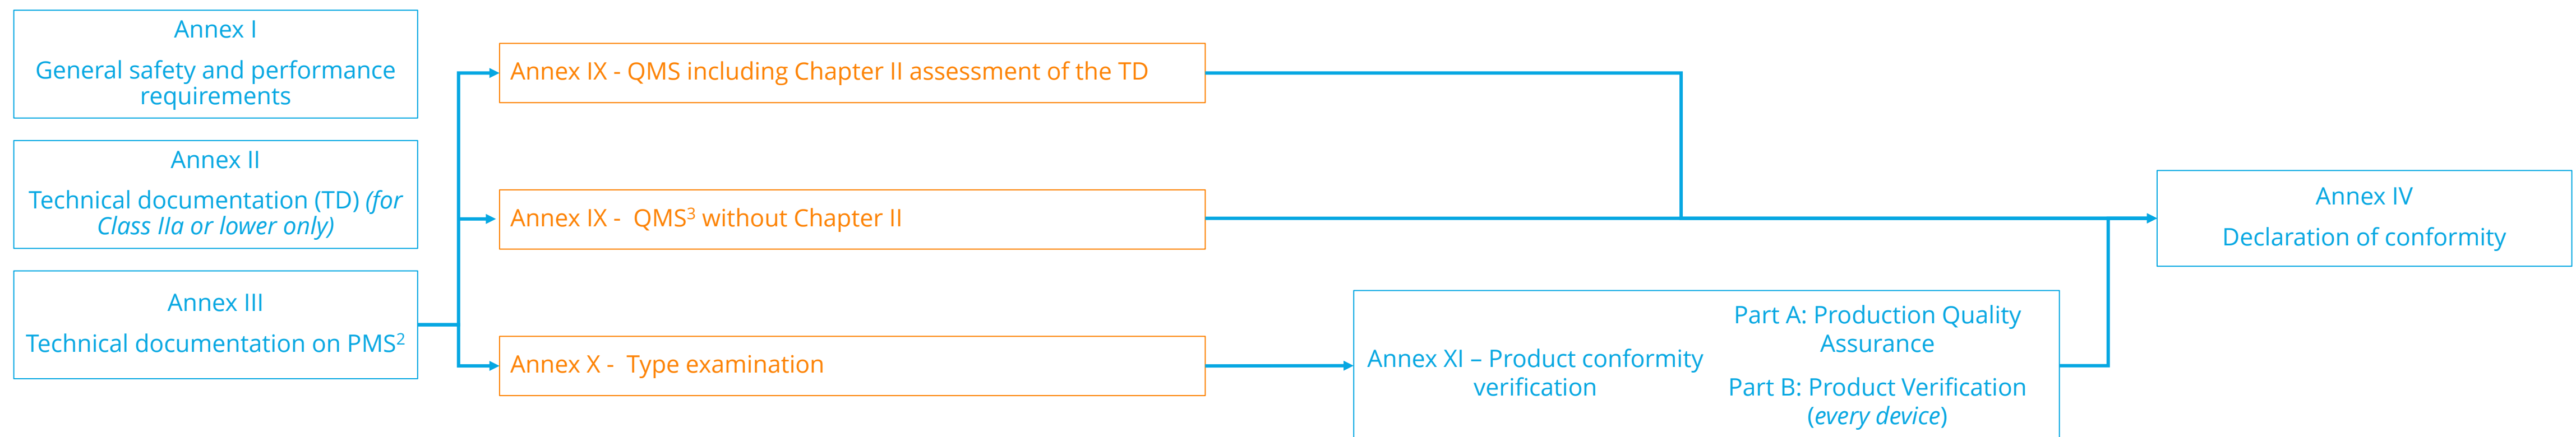 Annex I
General safety and performance
requirements
Annex II
Technical documentation (TD) (for
Class IIa or lower only)
Annex III
Technical documentation on PMS²
Annex IX - QMS including Chapter II assessment of the TD
Annex IX -  QMS³ without Chapter II
Annex X -  Type examination
Annex XI – Product conformity
verification
Part A: Production Quality
Assurance
Part B: Product Verification
(every device)
Annex IV
Declaration of conformity